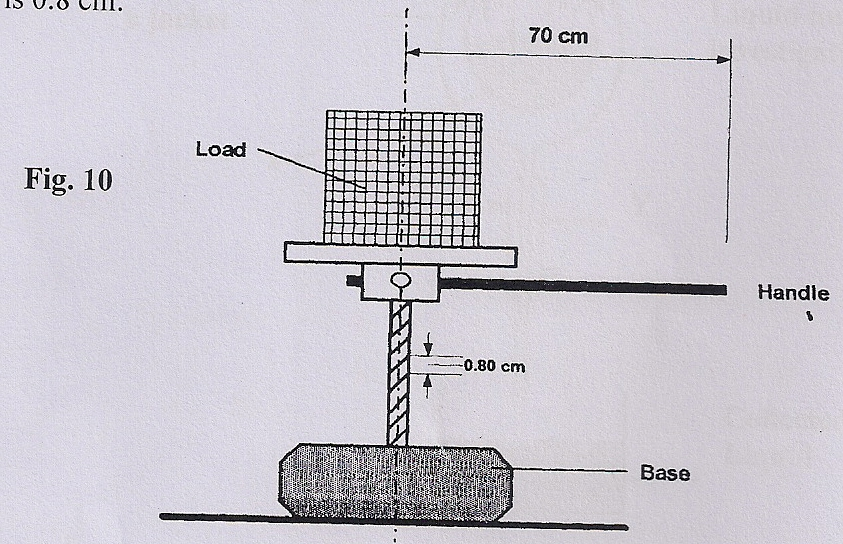 is 0.8 cm.
70 cm
Load
Fig. 10
Handle
0.80 cm
Base